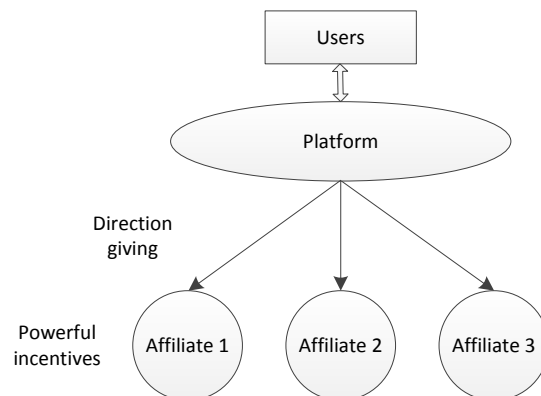 Users
Platform
Direction
giving
Powerful
incentives
Affiliate 1
Affiliate 2
Affiliate 3